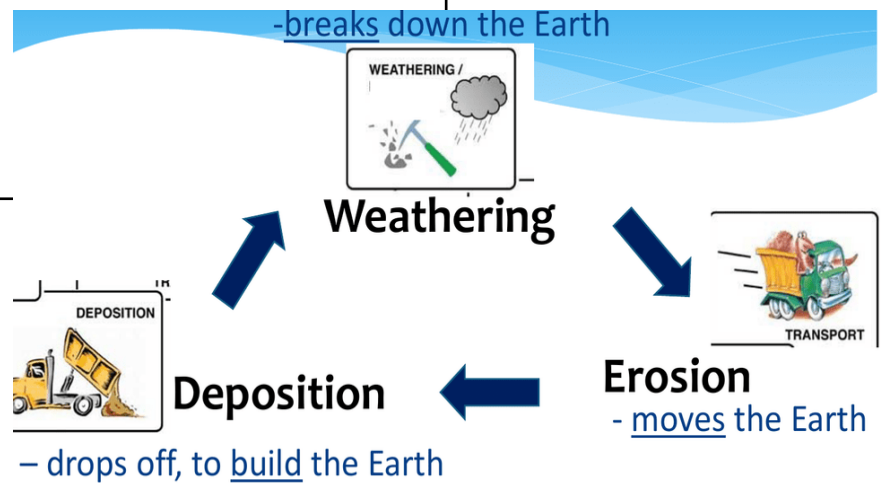 -breaks down the Earth
WEATHERING /
Weathering
TRANSPORT
Erosion
- moves the Earth
DEPOSITION
Deposition
– drops off, to build the Earth